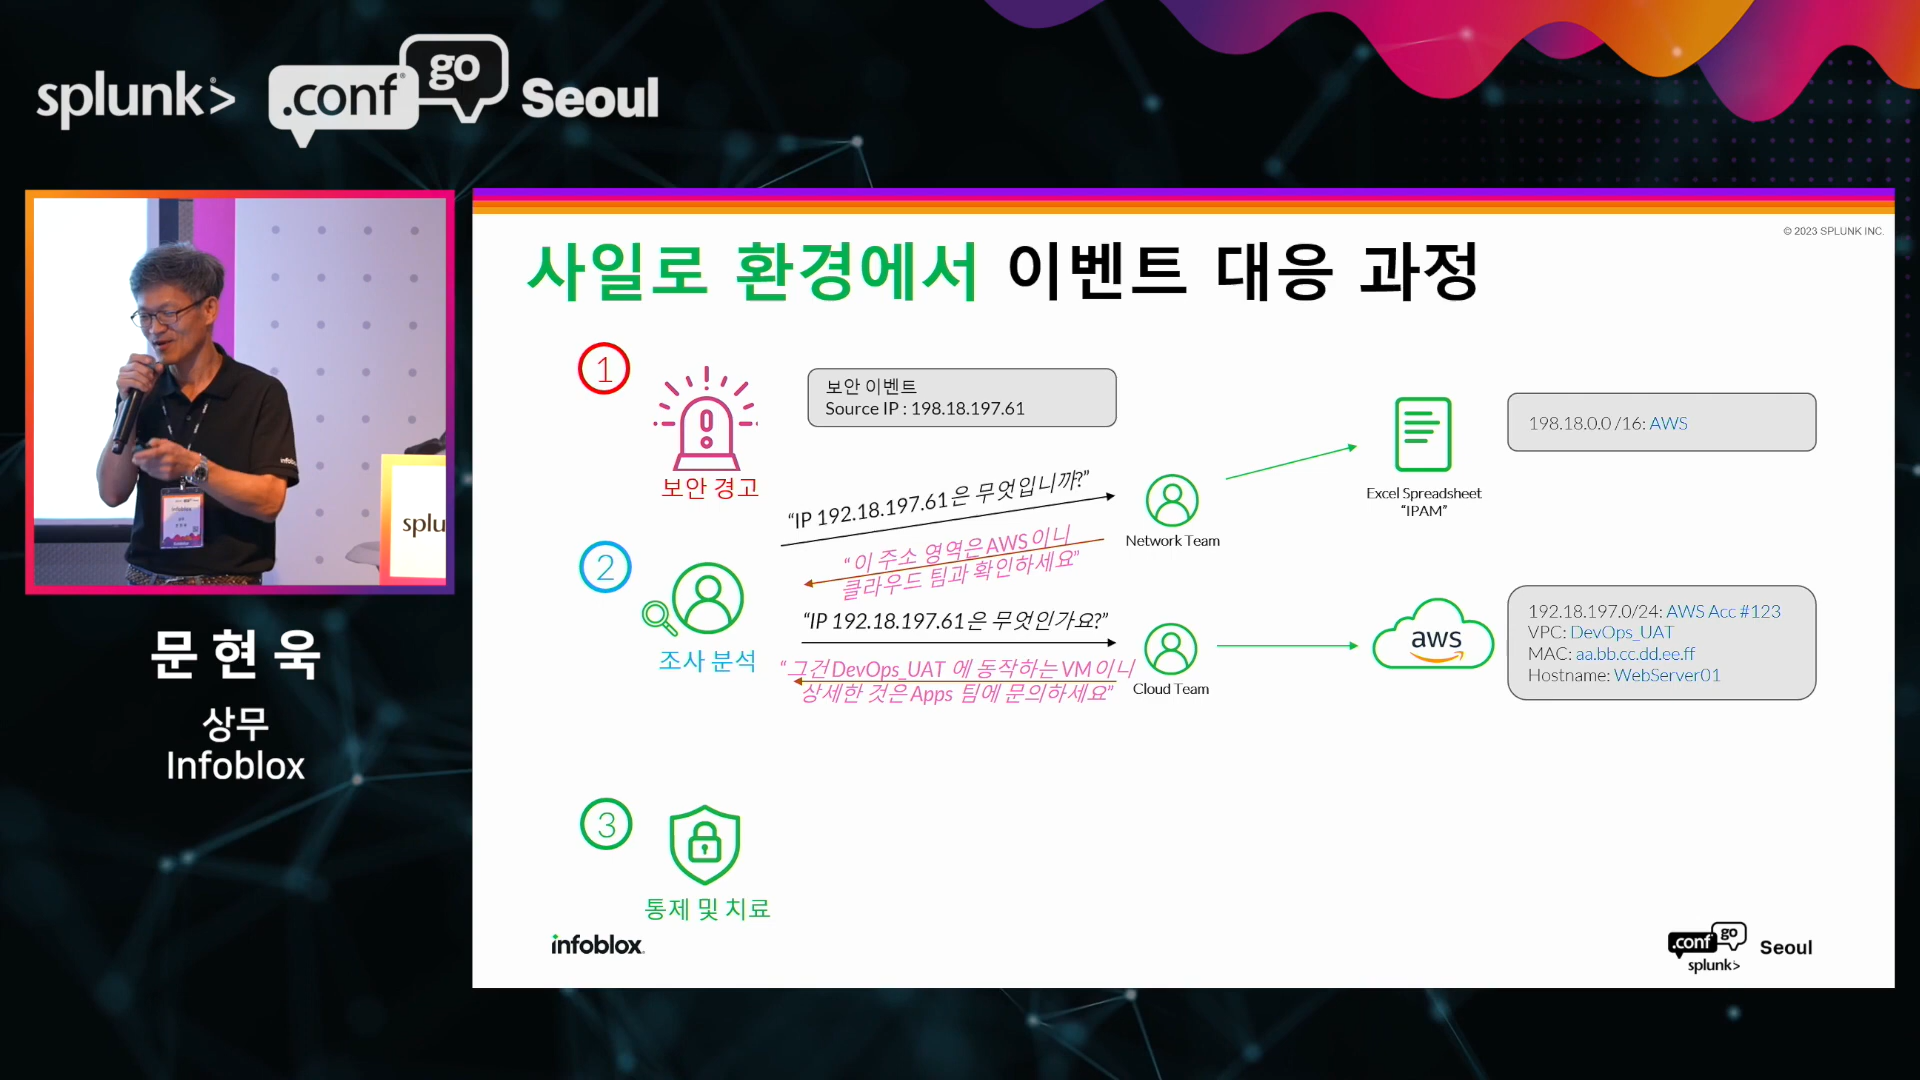 splunk> .conf go Seoul
© 2023 SPLUNK INC.
사일로 환경에서 이벤트 대응 과정
1
보안 경고
보안 이벤트
Source IP : 198.18.197.61
198.18.0.0 /16: AWS
Excel Spreadsheet
“IPAM”
“IP 192.18.197.61은 무엇입니까?”
Network Team
“ 이 주소 영역은 AWS 이니
클라우드 팀과 확인하세요”
2
조사 분석
“IP 192.18.197.61은 무엇인가요?”
“ 그건 DevOps_UAT 에 동작하는 VM 이니
상세한 것은 Apps 팀에 문의하세요”
Cloud Team
aws
192.18.197.0/24: AWS Acc #123
VPC: DevOps_UAT
MAC: aa.bb.cc.dd.ee.ff
Hostname: WebServer01
3
통제 및 치료
infoblox
.conf go Seoul
splunk>
splu
infoblox
문현욱
상무
Infoblox